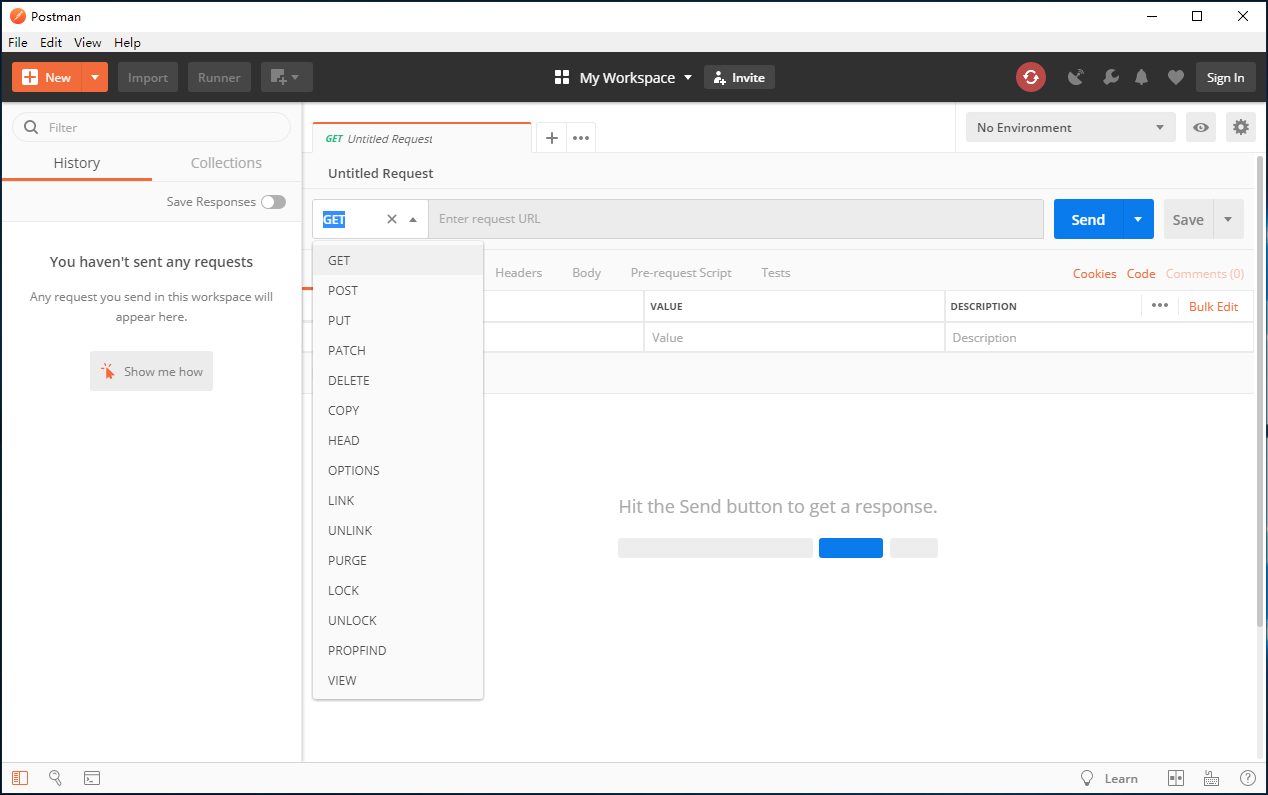 Postman
File Edit View Help
New Import Runner My Workspace Invite Sign In
Filter
History Collections
Save Responses
You haven't sent any requests
Any request you send in this workspace will
appear here.
Show me how
GET Untitled Request
No Environment
Untitled Request
GET Enter request URL Send Save
Headers Body Pre-request Script Tests Cookies Code Comments (0)
VALUE DESCRIPTION Bulk Edit
Value Description
GET
POST
PUT
PATCH
DELETE
COPY
HEAD
OPTIONS
LINK
UNLINK
PURGE
LOCK
UNLOCK
PROPFIND
VIEW
Hit the Send button to get a response.
Learn